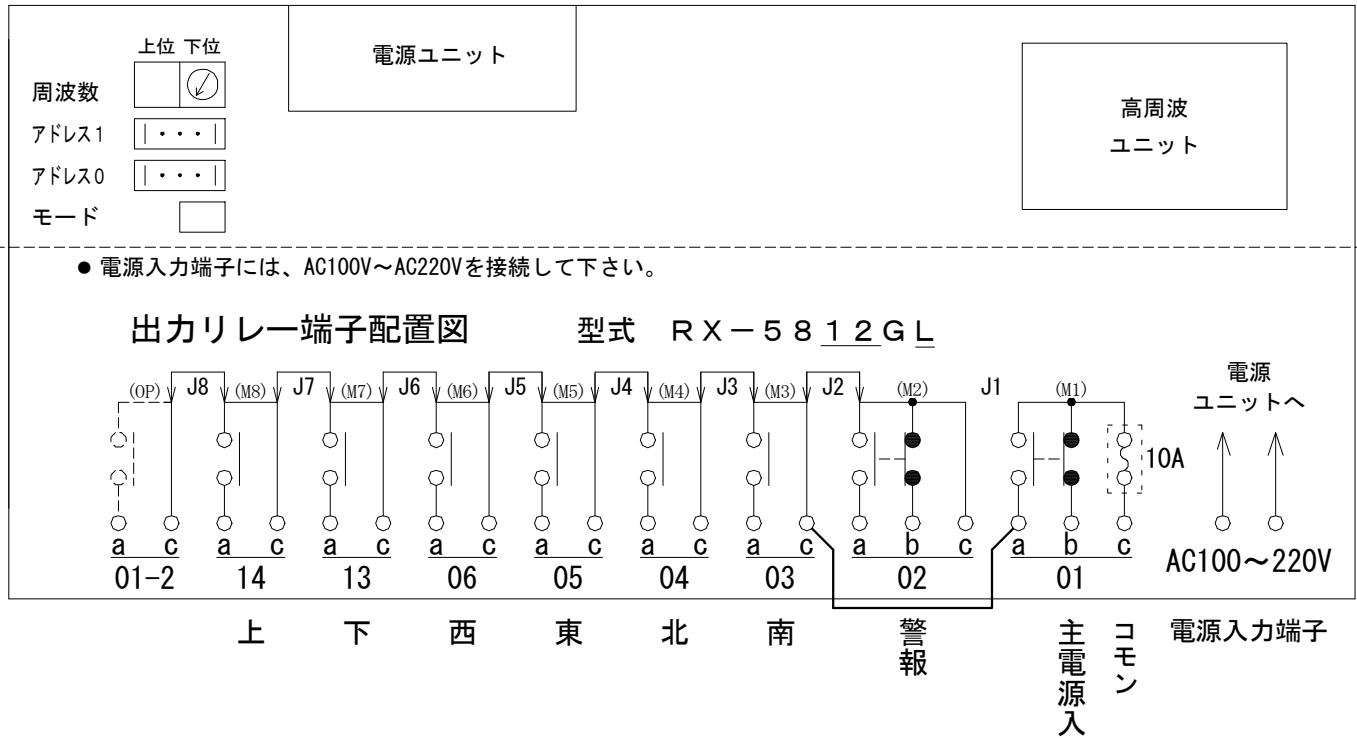 上位 下位
周波数
アドレス1
アドレス0
モード
電源ユニット
高周波
ユニット
● 電源入力端子には、AC100V～AC220Vを接続して下さい。
出力リレー端子配置図 型式 RX－5812GL
(OP) J8 (M8) J7 (M7) J6 (M6) J5 (M5) J4 (M4) J3 (M3) J2 (M2) J1 (M1)
電源
ユニットへ
10A
a c a c a c a c a c a c a c a b c a b c
01-2 14 13 06 05 04 03 02 01
AC100～220V
上 下 西 東 北 南 警報 主電源入 コモン 電源入力端子